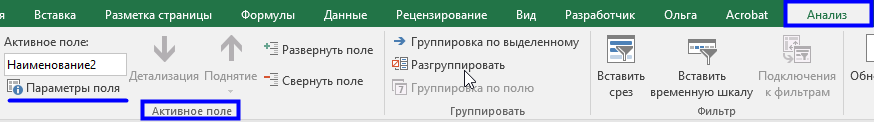 я Вставка Разметка страницы Формулы Данные Рецензирование Вид Разработчик Ольга Acrobat Анализ
Активное поле:
Наименование2
Параметры поля
Детализация
Поднятие
Развернуть поле
Свернуть поле
Активное поле
Группировка по выделенному
Разгруппировать
7 Группировка по полю
Группировать
Вставить
срез
Вставить
временную шкалу
Подключения
к фильтрам
Фильтр
Обно